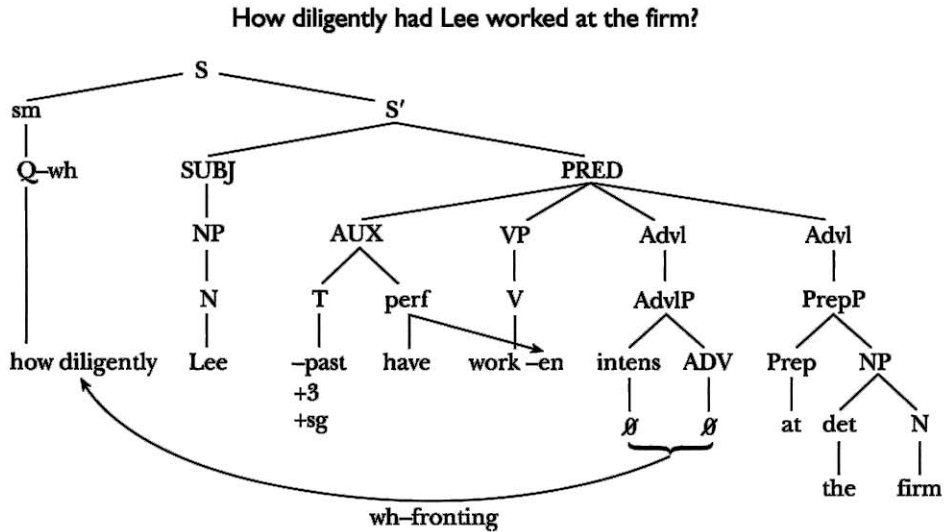 How diligently had Lee worked at the firm?
S
sm S′
Q–wh SUBJ PRED
NP AUX VP Advl Advl
N T perf V AdvlP PrepP
how diligently Lee –past have work –en intens ADV Prep NP
+3
+sg ∅ ∅ at det N
the firm
wh–fronting